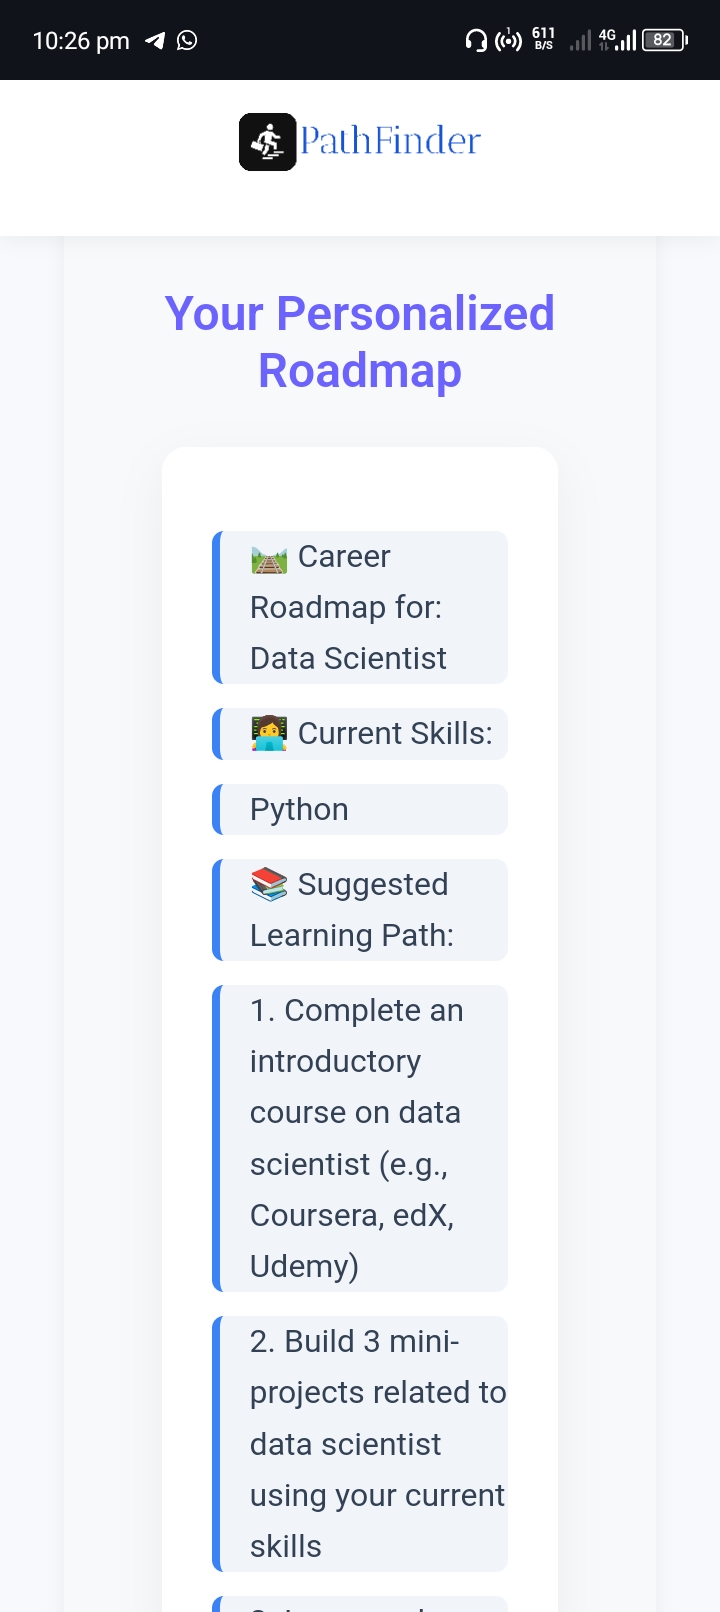 10:26 pm 611 B/S 4G 82
PathFinder
Your Personalized
Roadmap
🛤️ Career
Roadmap for:
Data Scientist
👩‍💻 Current Skills:
Python
📚 Suggested
Learning Path:
1. Complete an
introductory
course on data
scientist (e.g.,
Coursera, edX,
Udemy)
2. Build 3 mini-
projects related to
data scientist
using your current
skills